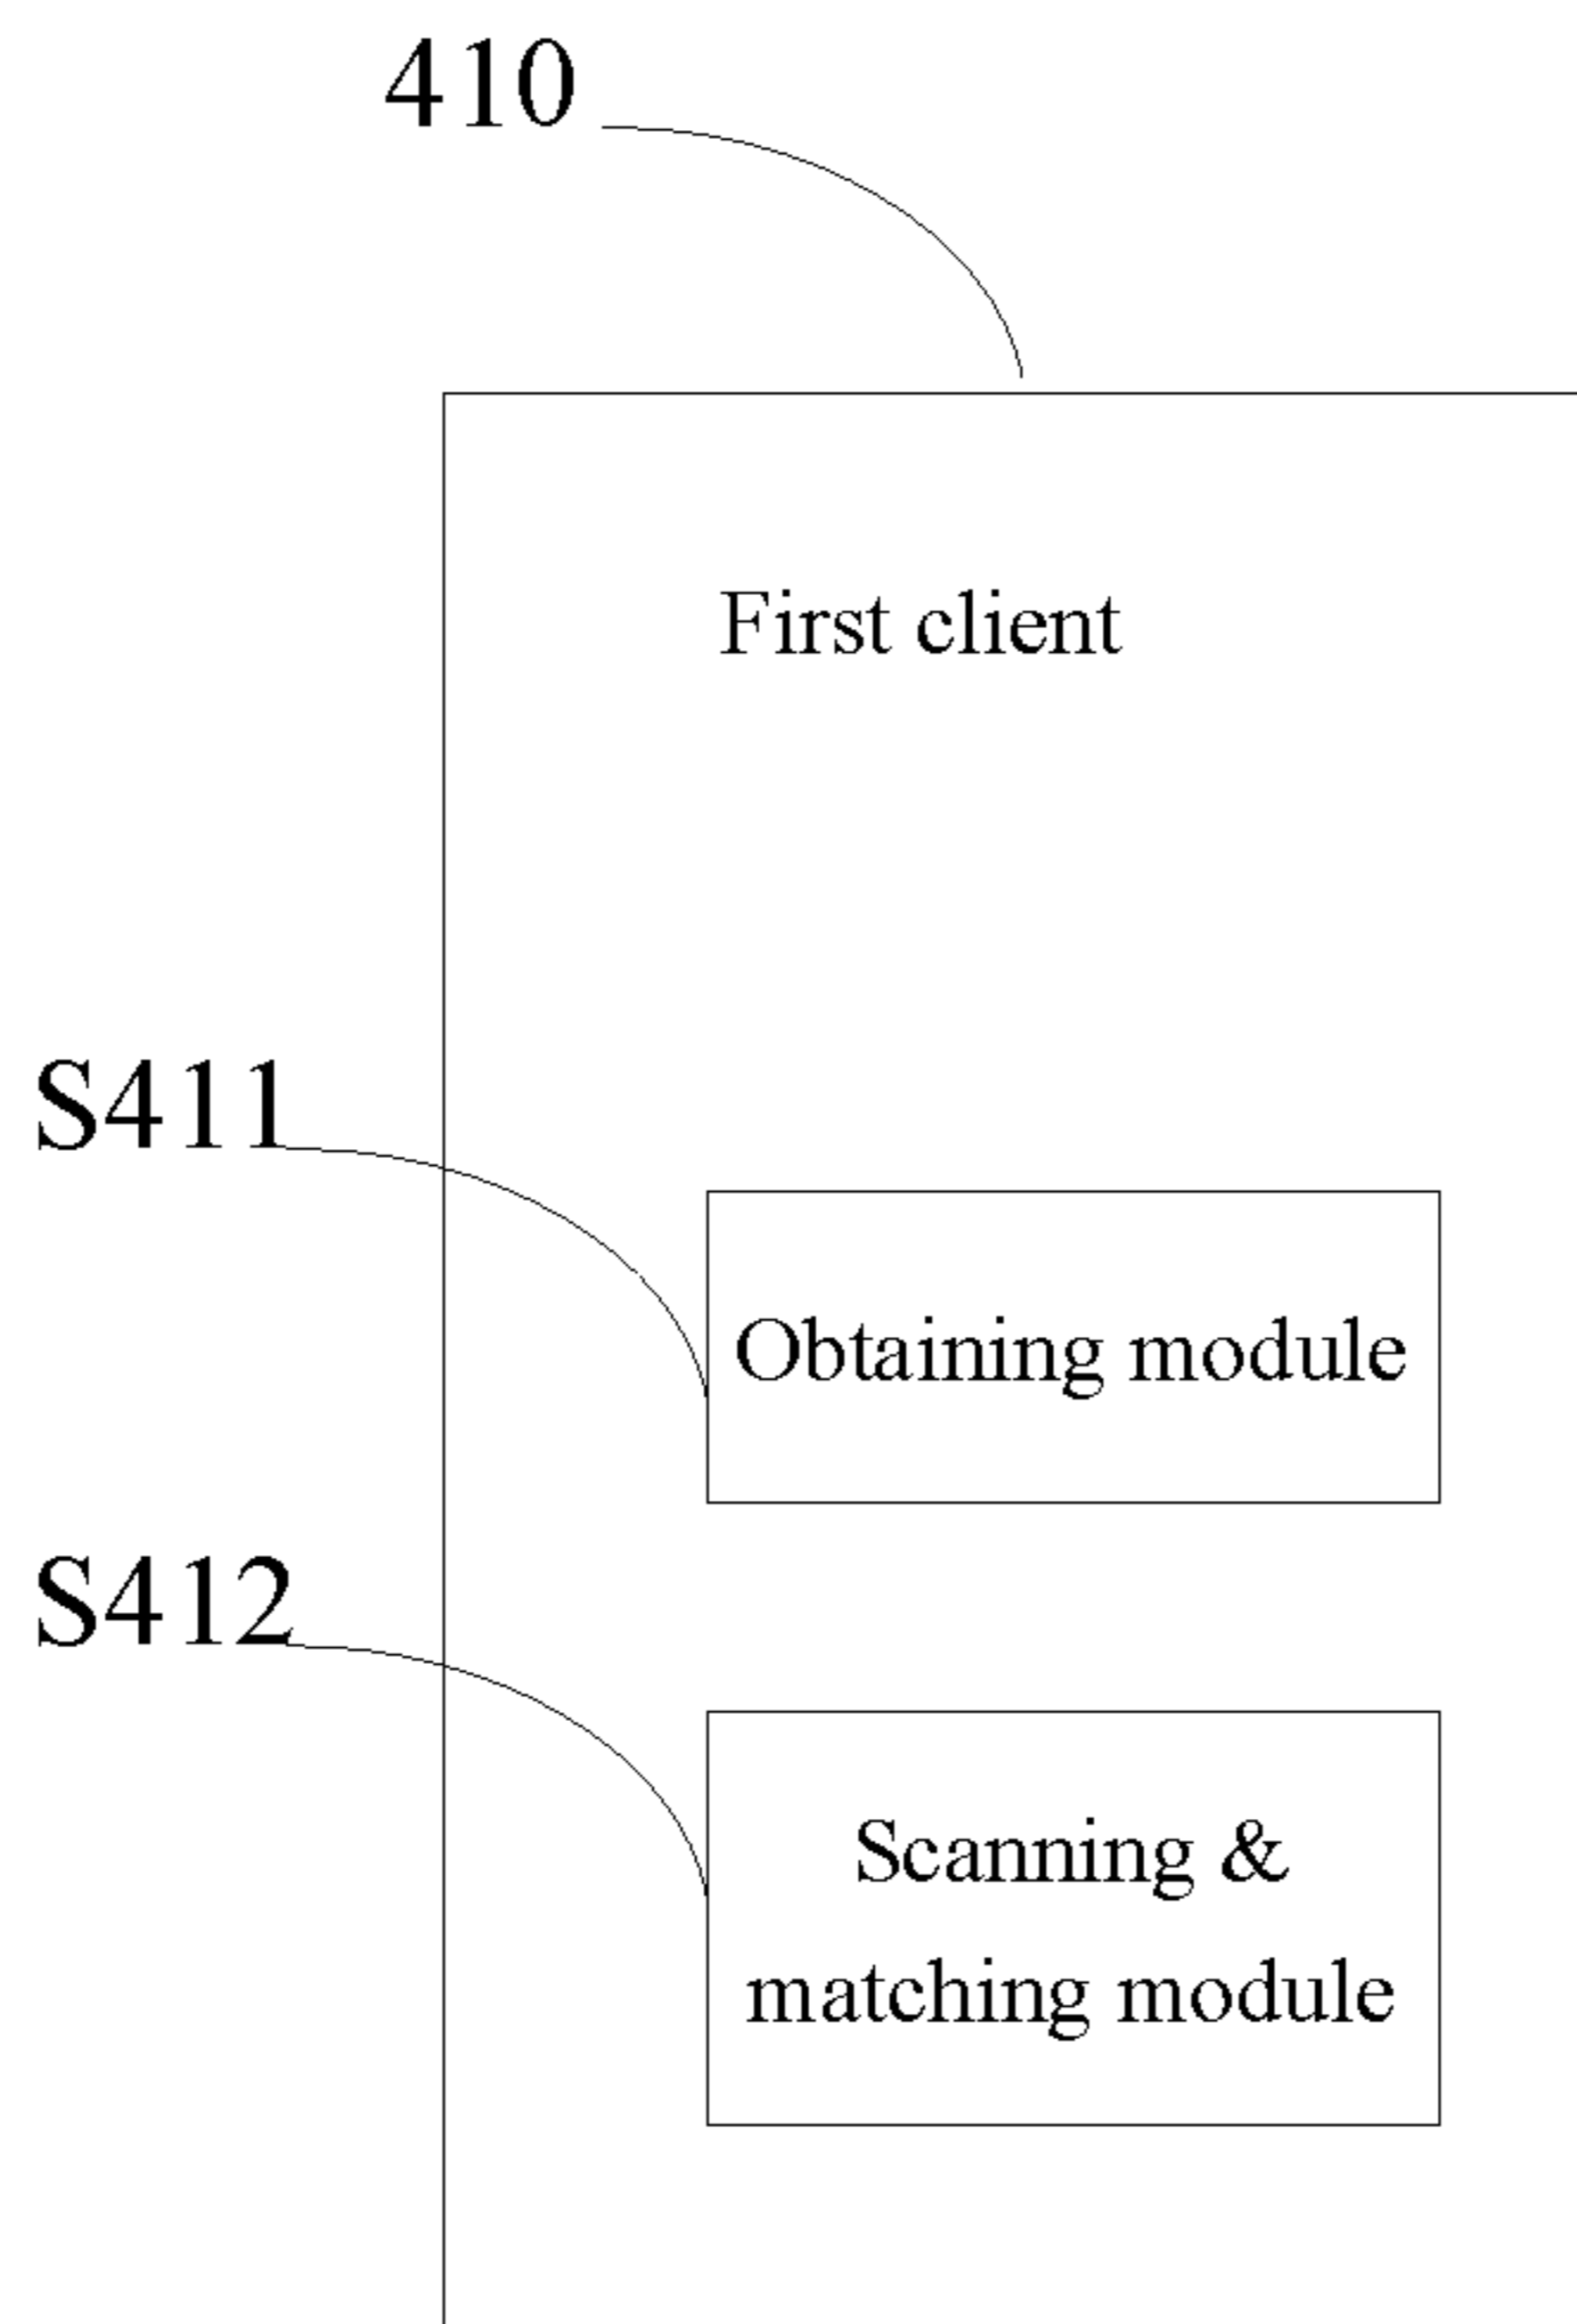 410
First client
S411
Obtaining module
S412
Scanning &
matching module